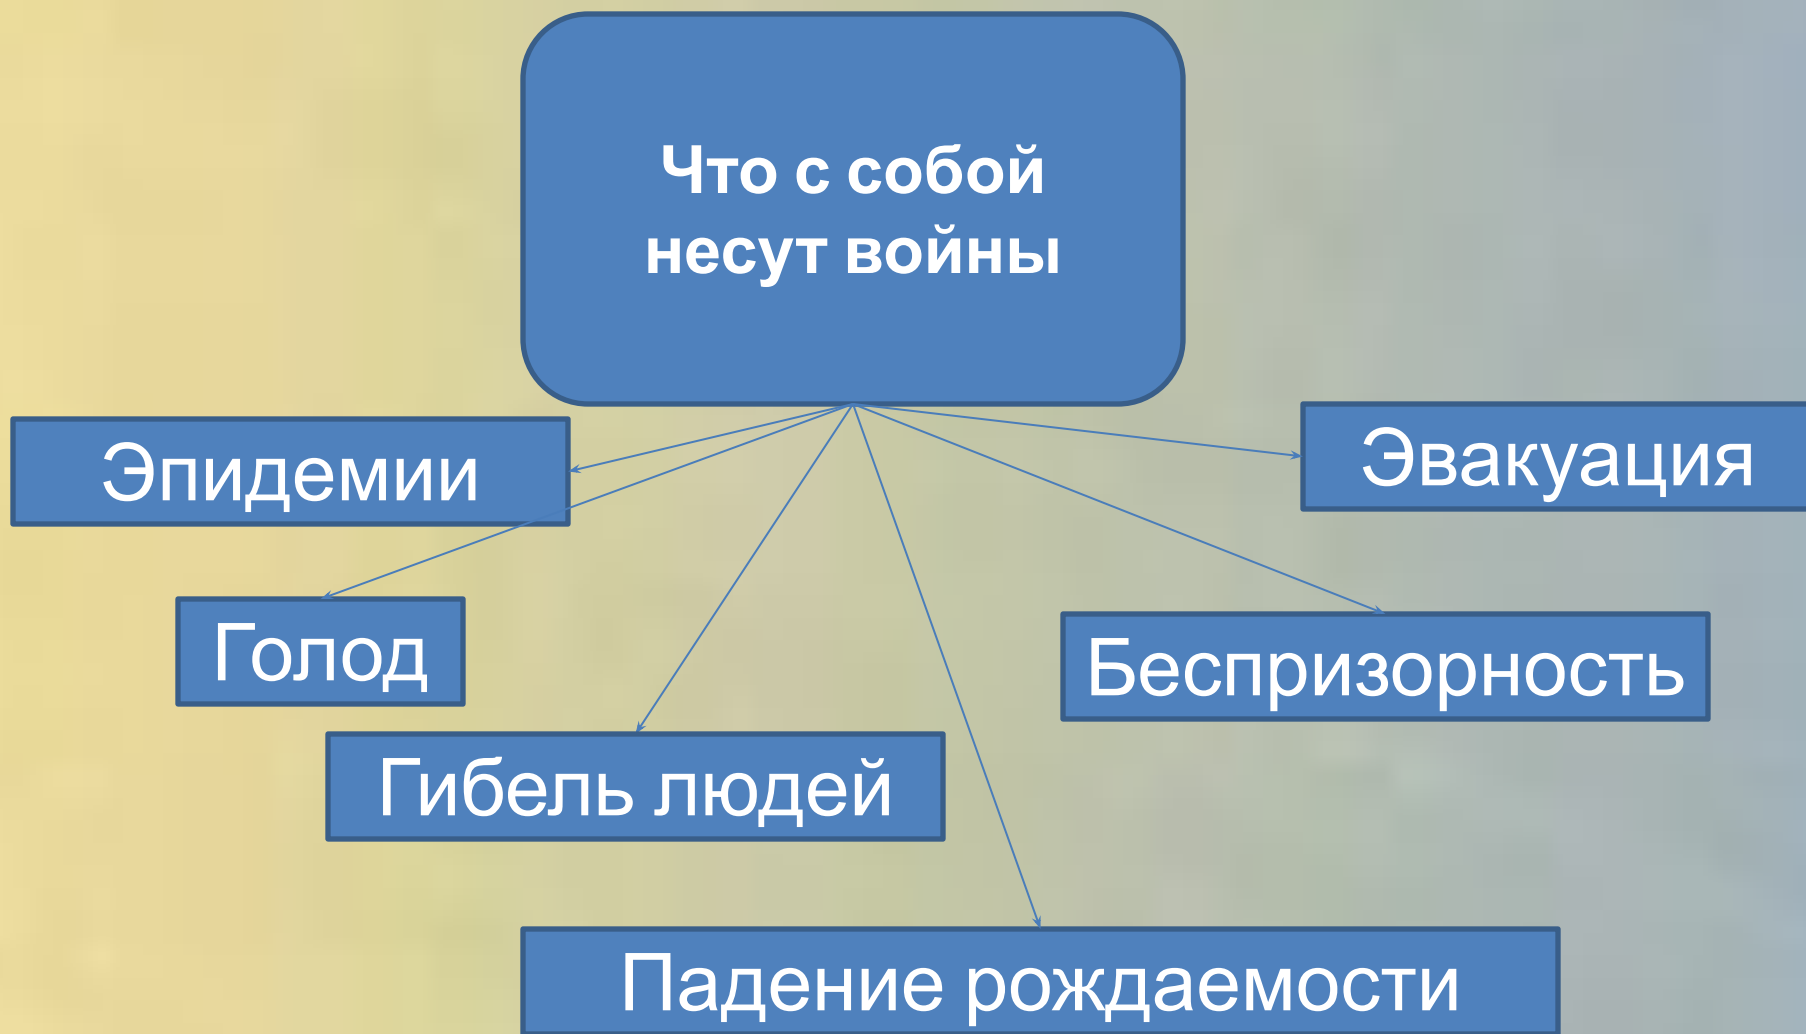 Что с собой
несут войны
Эпидемии
Эвакуация
Голод
Беспризорность
Гибель людей
Падение рождаемости